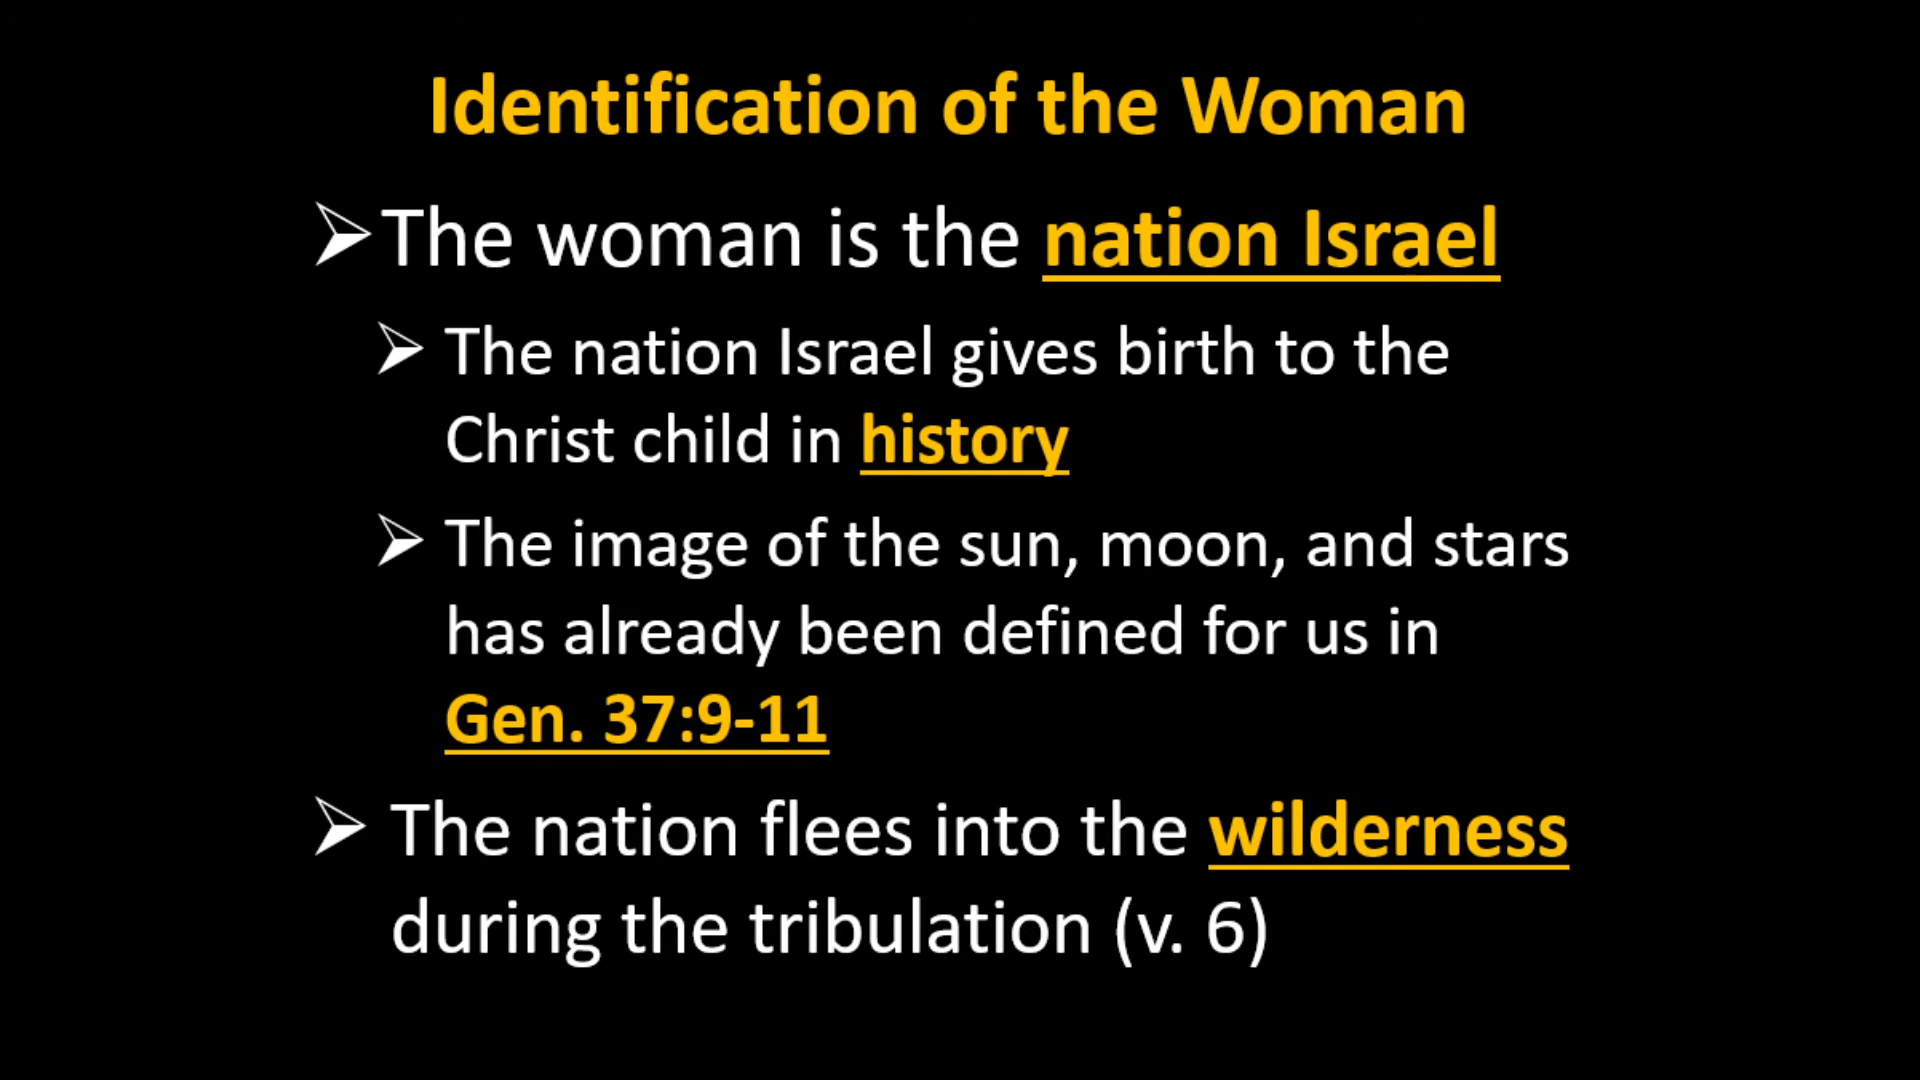 Identification of the Woman
The woman is the nation Israel
The nation Israel gives birth to the
Christ child in history
The image of the sun, moon, and stars
has already been defined for us in
Gen. 37:9-11
The nation flees into the wilderness
during the tribulation (v. 6)